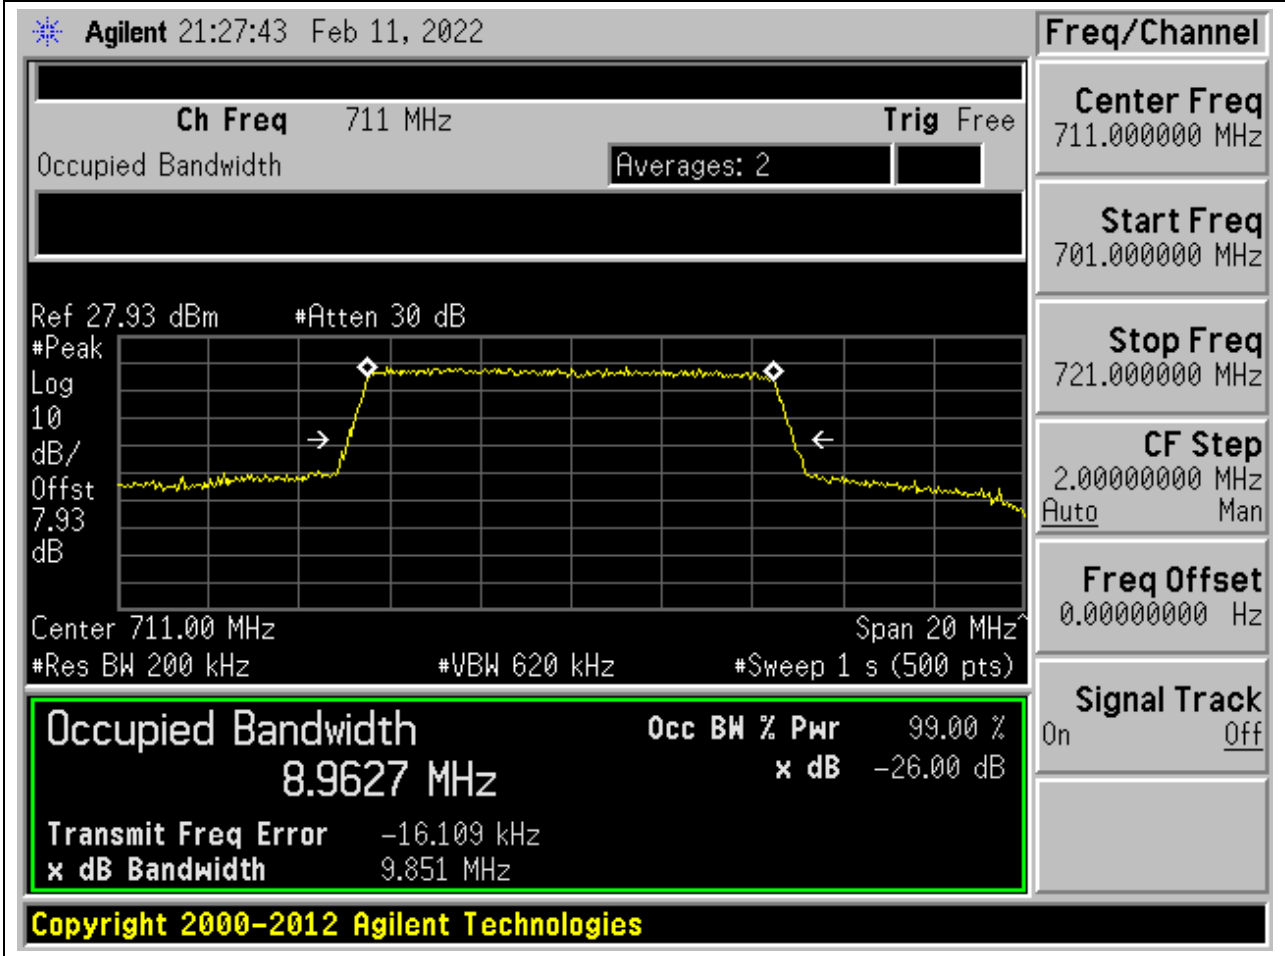 Agilent 21:27:43 Feb 11, 2022
Freq/Channel
Ch Freq 711 MHz Trig Free
Occupied Bandwidth Averages: 2
Ref 27.93 dBm #Atten 30 dB
#Peak
Log
10
dB/
Offst
7.93
dB
Center 711.00 MHz Span 20 MHz^
#Res BW 200 kHz #VBW 620 kHz #Sweep 1 s (500 pts)
Occupied Bandwidth Occ BW % Pwr 99.00 %
8.9627 MHz x dB -26.00 dB
Transmit Freq Error -16.109 kHz
x dB Bandwidth 9.851 MHz
Copyright 2000-2012 Agilent Technologies
Center Freq
711.000000 MHz
Start Freq
701.000000 MHz
Stop Freq
721.000000 MHz
CF Step
2.00000000 MHz
Auto Man
Freq Offset
0.00000000 Hz
Signal Track
On Off